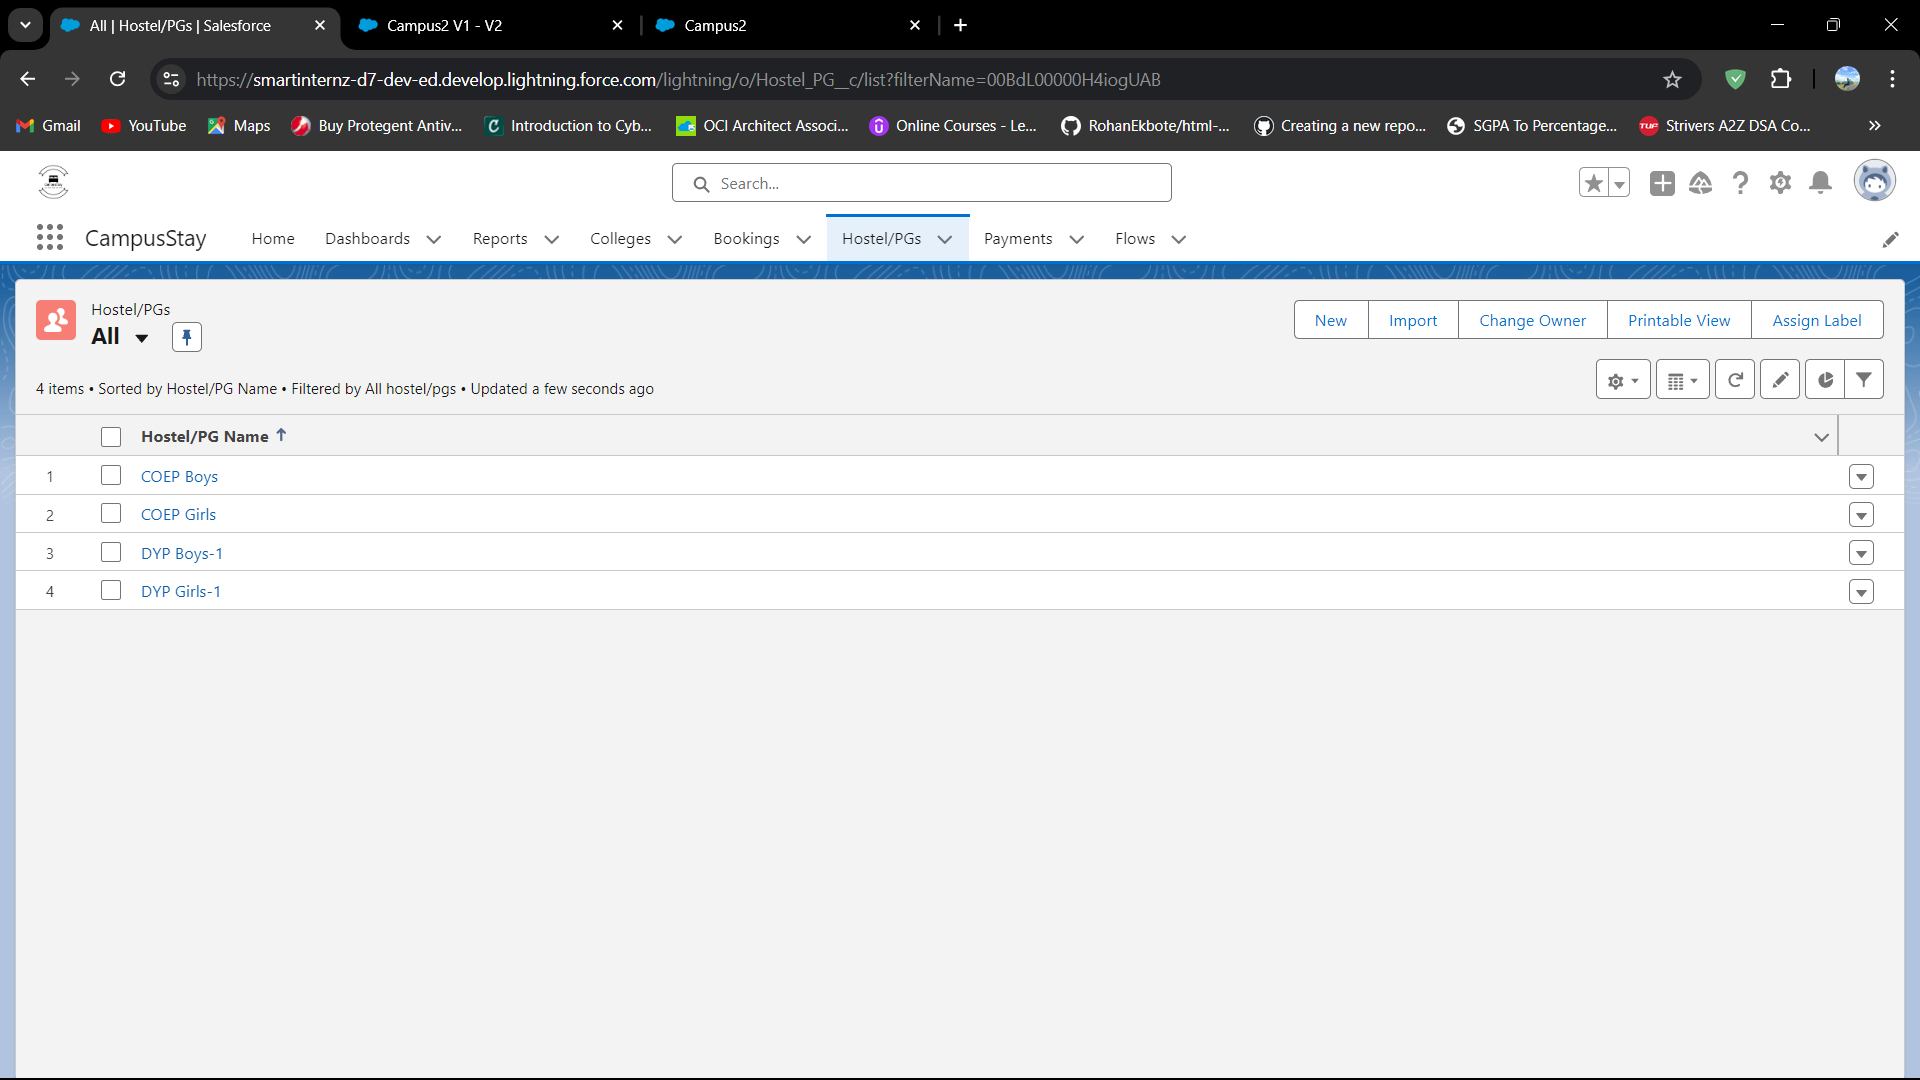 All | Hostel/PGs | Salesforce
Campus2 V1 - V2
Campus2
https://smartinternz-d7-dev-ed.develop.lightning.force.com/lightning/o/Hostel_PG__c/list?filterName=00BdL00000H4iogUAB
Gmail
YouTube
Maps
Buy Protegent Antiv...
Introduction to Cyb...
OCI Architect Associ...
Online Courses - Le...
RohanEkbote/html-...
Creating a new repo...
SGPA To Percentage...
Strivers A2Z DSA Co...
Search...
CampusStay
Home
Dashboards
Reports
Colleges
Bookings
Hostel/PGs
Payments
Flows
Hostel/PGs
All
New
Import
Change Owner
Printable View
Assign Label
4 items • Sorted by Hostel/PG Name • Filtered by All hostel/pgs • Updated a few seconds ago
Hostel/PG Name
1 COEP Boys
2 COEP Girls
3 DYP Boys-1
4 DYP Girls-1